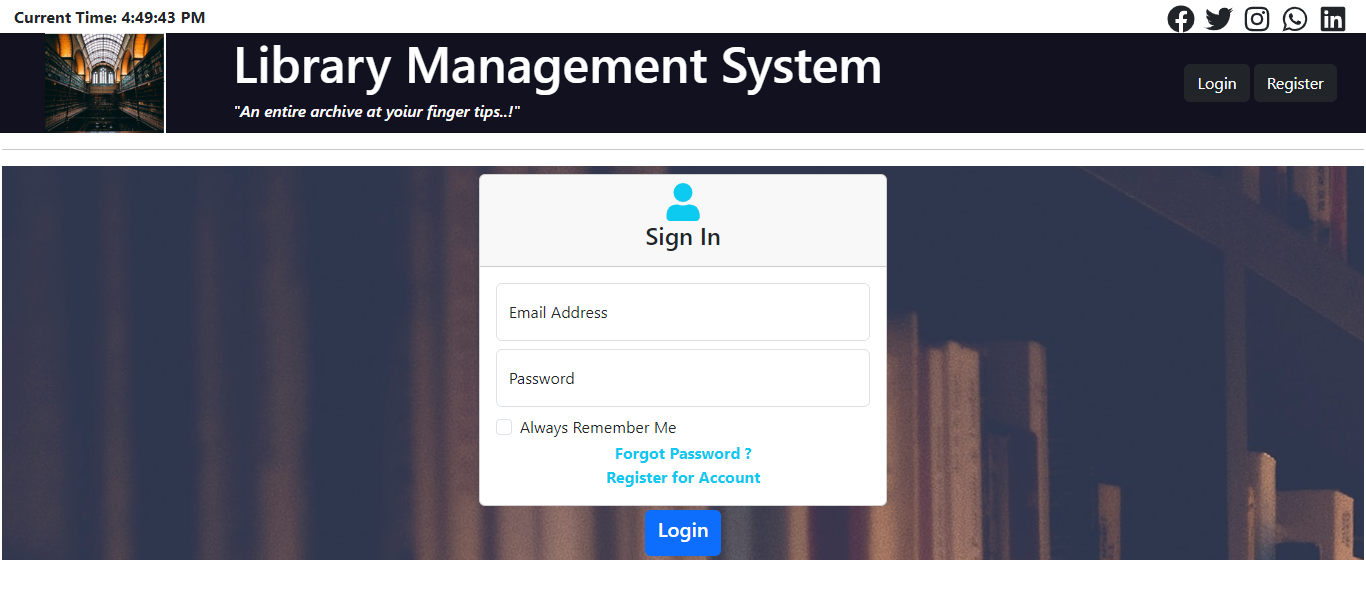 Current Time: 4:49:43 PM
Library Management System
"An entire archive at yoiur finger tips..!"
Login
Register
Sign In
Email Address
Password
Always Remember Me
Forgot Password ?
Register for Account
Login